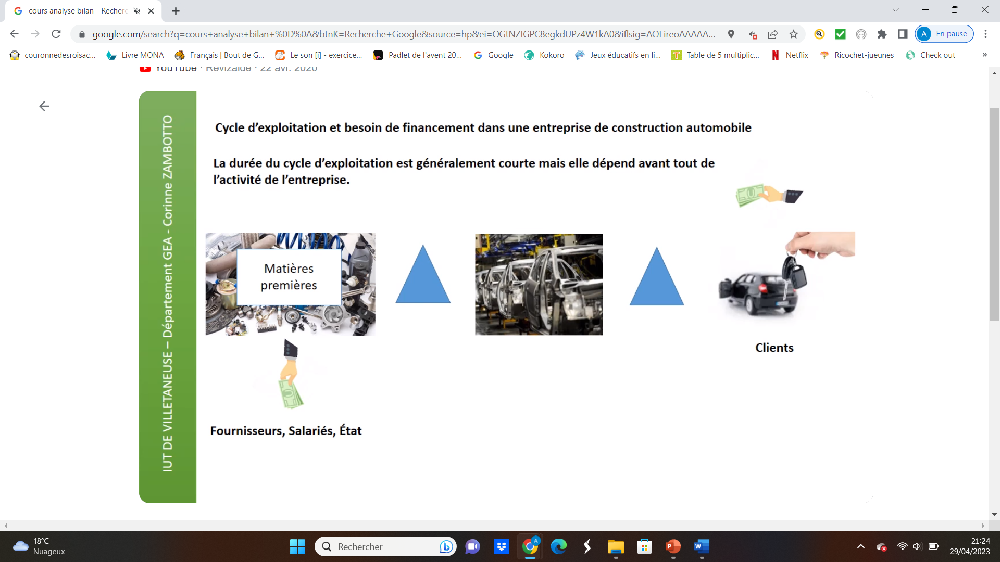 cours analyse bilan - Recherc
google.com/search?q=cours+analyse+bilan+%0D%0A&btnK=Recherche+Google&source=hp&ei=OGtNZIGPC8egkdUPz4W1kA0&iflsig=AOEireoAAAAA...
A
En pause
couronnedesroisac...
Livre MONA
Français | Bout de G...
Le son [i] - exercice...
Padlet de l'avent 20...
Google
Kokoro
Jeux éducatifs en li...
Table de 5 multiplic...
Netflix
Ricochet-jueunes
Check out
»
YouTube · Revizaide · 22 avr. 2020
IUT DE VILLETANEUSE – Département GEA - Corinne ZAMBOTTO
Cycle d’exploitation et besoin de financement dans une entreprise de construction automobile
La durée du cycle d’exploitation est généralement courte mais elle dépend avant tout de
l’activité de l’entreprise.
Matières
premières
Clients
Fournisseurs, Salariés, État
18°C
Nuageux
Rechercher
21:24
29/04/2023